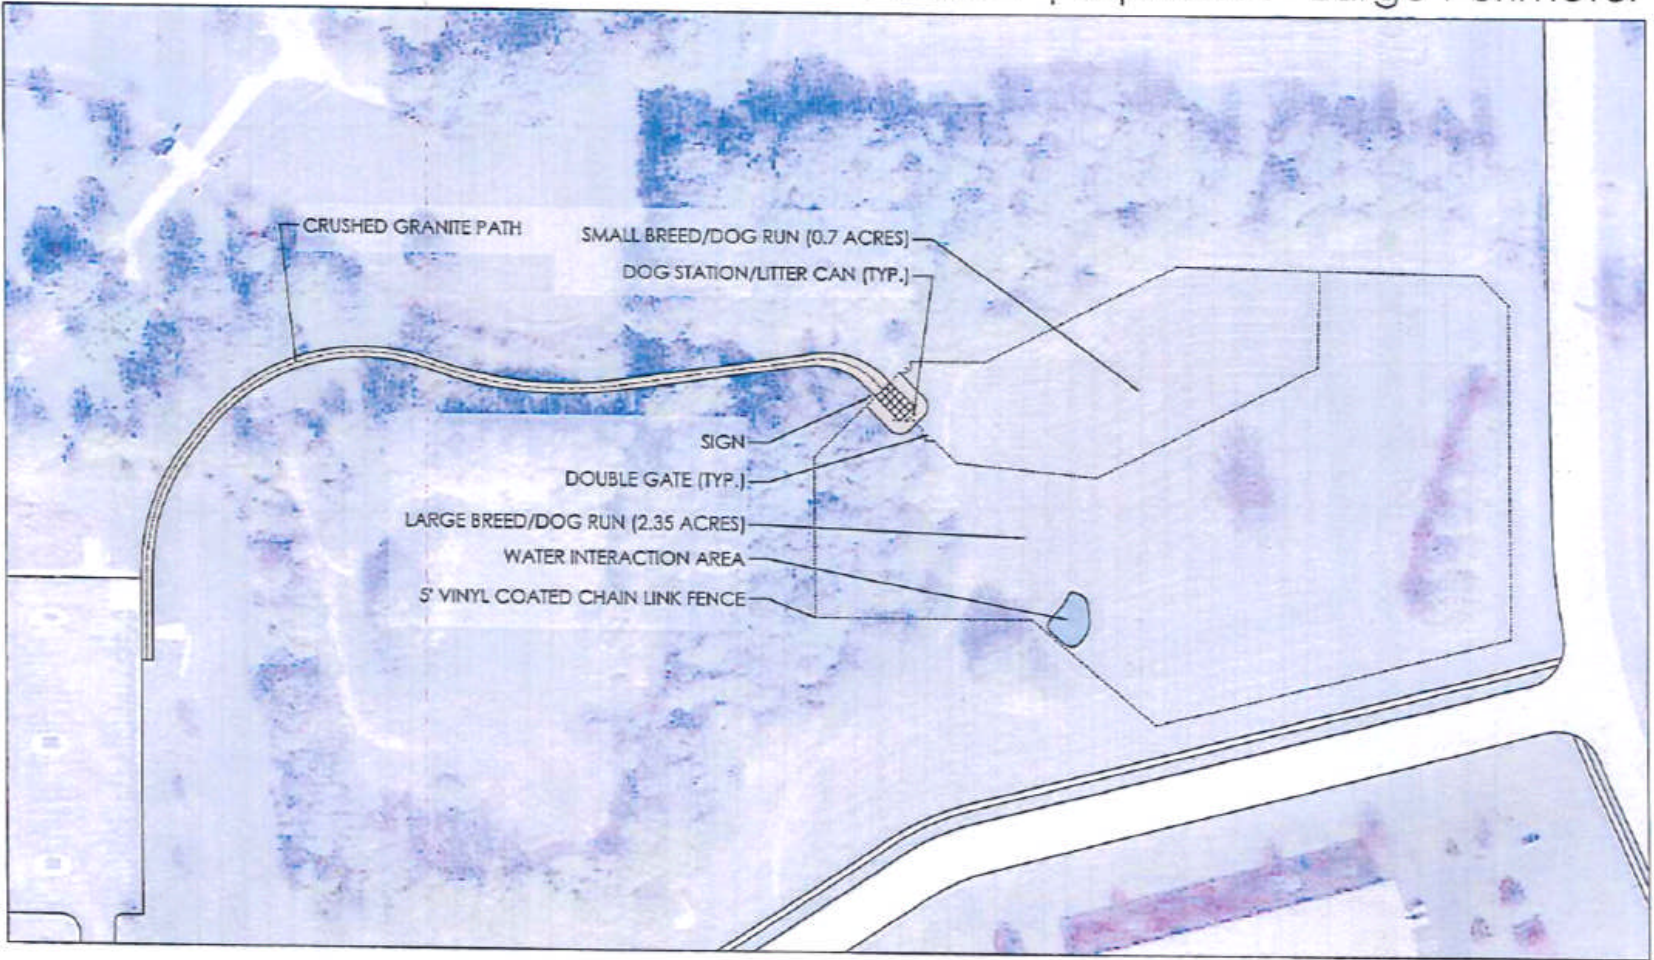 CRUSHED GRANITE PATH
SMALL BREED/DOG RUN (0.7 ACRES)
DOG STATION/LITTER CAN (TYP.)
SIGN
DOUBLE GATE (TYP.)
LARGE BREED/DOG RUN (2.35 ACRES)
WATER INTERACTION AREA
5' VINYL COATED CHAIN LINK FENCE